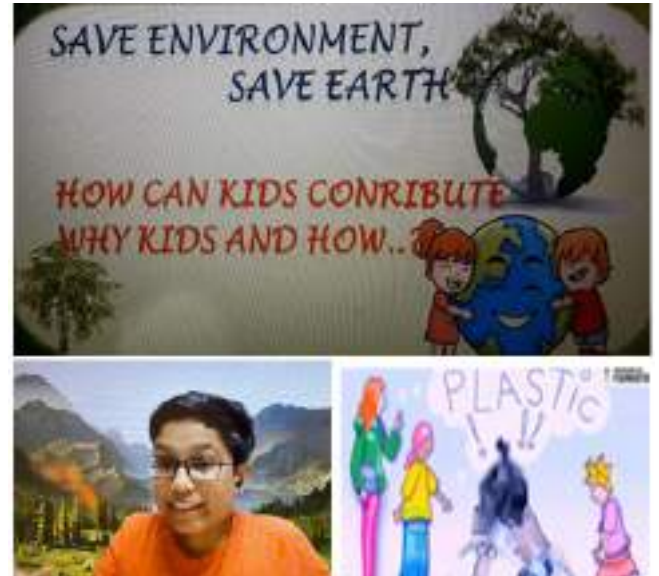 SAVE ENVIRONMENT,
SAVE EARTH
HOW CAN KIDS CONRIBUTE
WHY KIDS AND HOW..?
PLASTIC
! !!